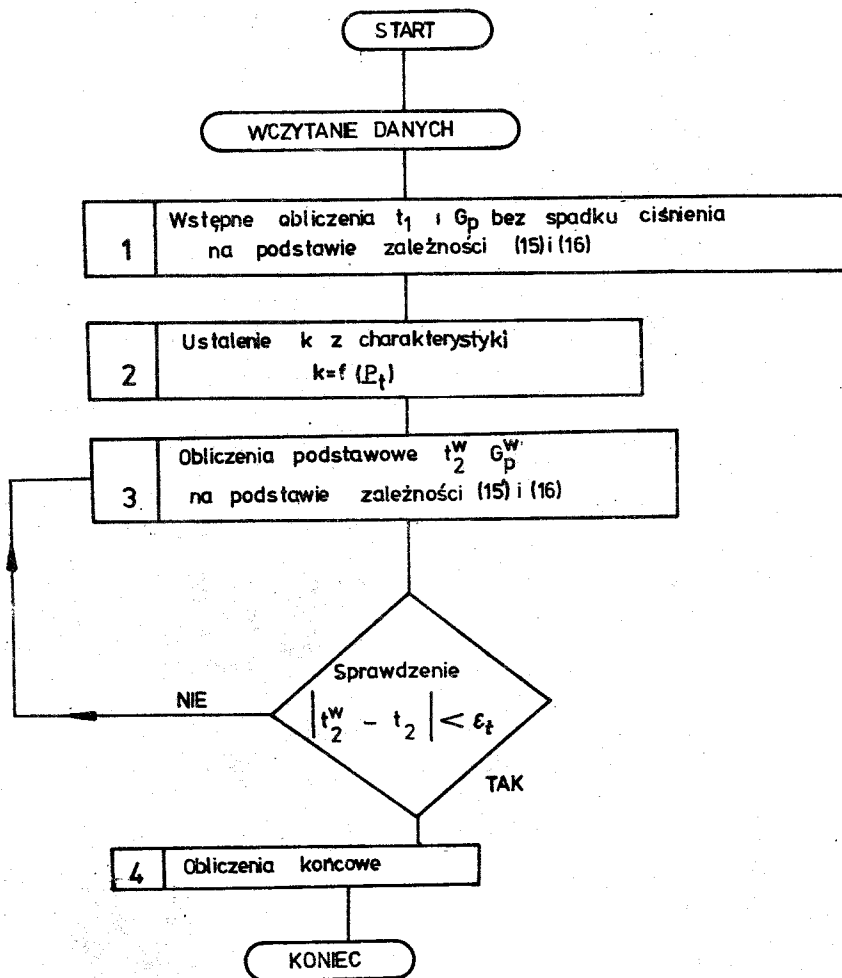 START
WCZYTANIE DANYCH
1 Wstępne obliczenia t₁ i Gₚ bez spadku ciśnienia
na podstawie zależności (15) i (16)
2 Ustalenie k z charakterystyki
k=f (Pₜ)
3 Obliczenia podstawowe t₂ʷ Gₚʷ
na podstawie zależności (15) i (16)
Sprawdzenie
NIE
|t₂ʷ - t₂| < εₜ
TAK
4 Obliczenia końcowe
KONIEC